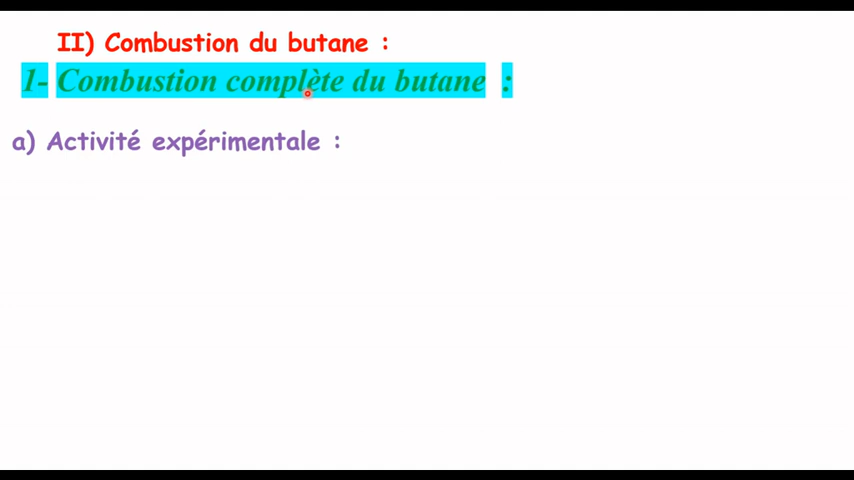 II) Combustion du butane :
1- Combustion complète du butane :
a) Activité expérimentale :